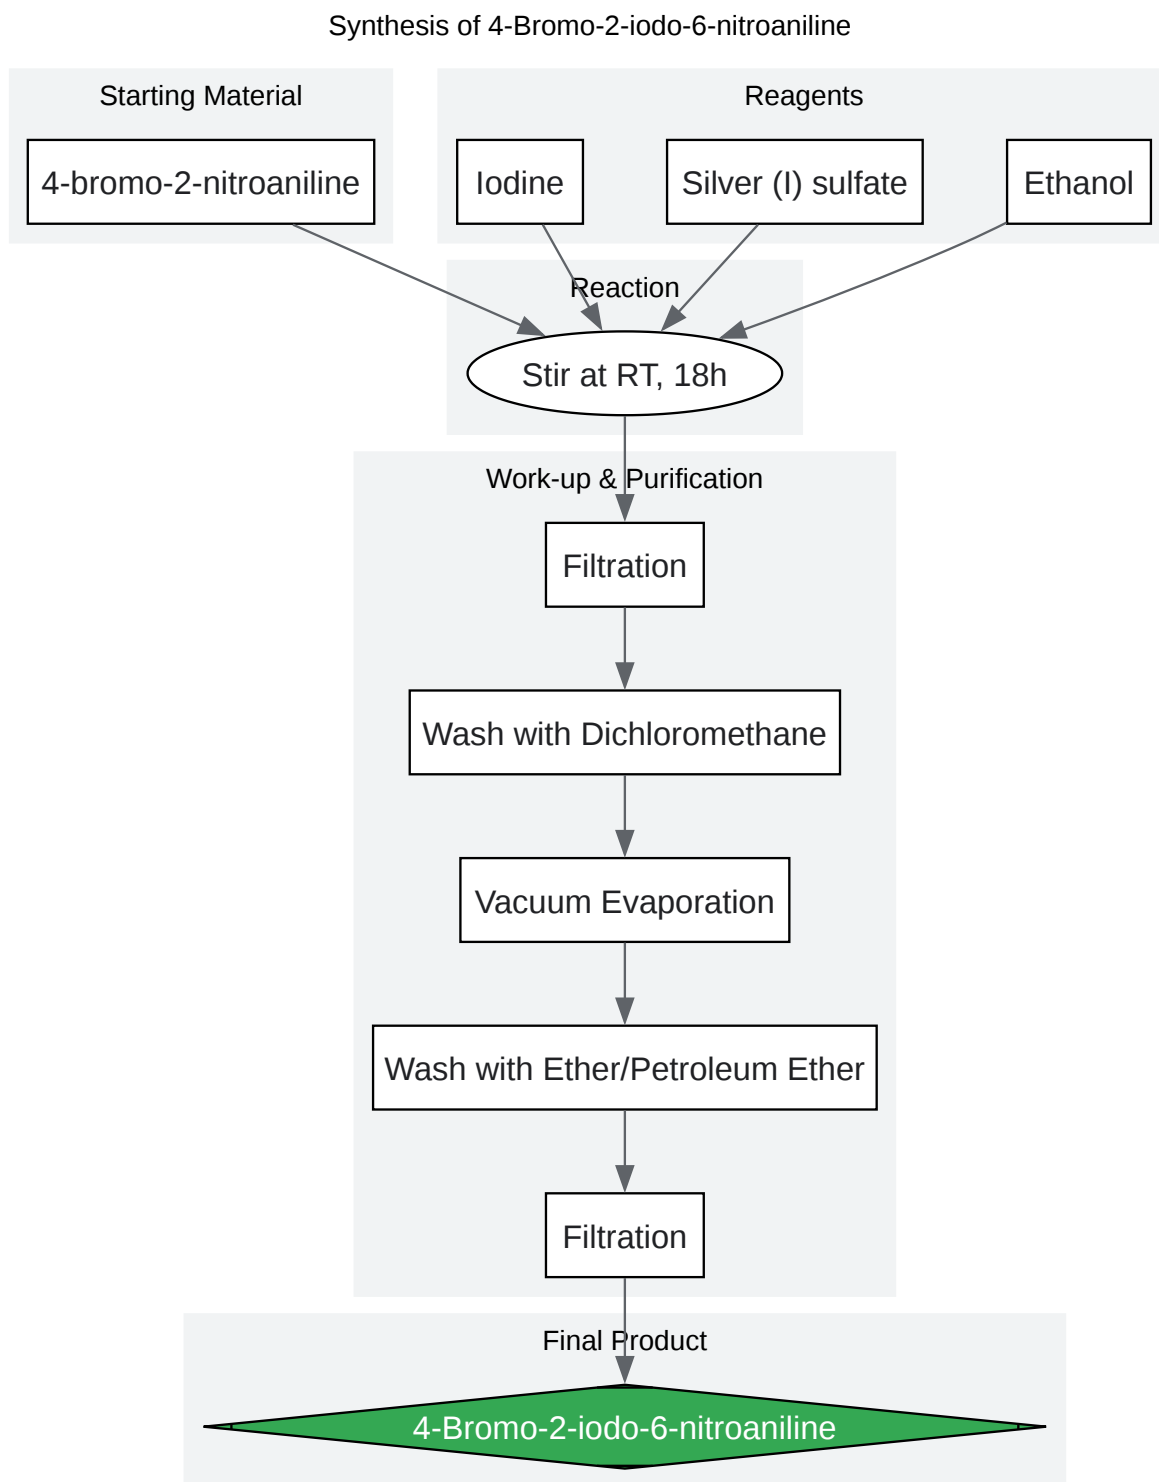 Synthesis of 4-Bromo-2-iodo-6-nitroaniline
Starting Material
Reagents
4-bromo-2-nitroaniline
Iodine
Silver (I) sulfate
Ethanol
Reaction
Stir at RT, 18h
Work-up & Purification
Filtration
Wash with Dichloromethane
Vacuum Evaporation
Wash with Ether/Petroleum Ether
Filtration
Final Product
4-Bromo-2-iodo-6-nitroaniline